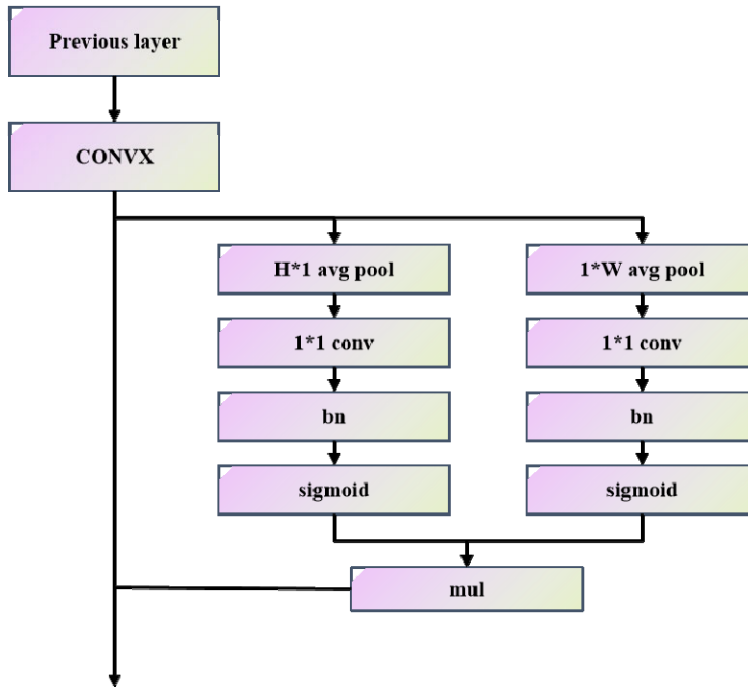 Previous layer
CONVX
H*1 avg pool
1*W avg pool
1*1 conv
1*1 conv
bn
bn
sigmoid
sigmoid
mul